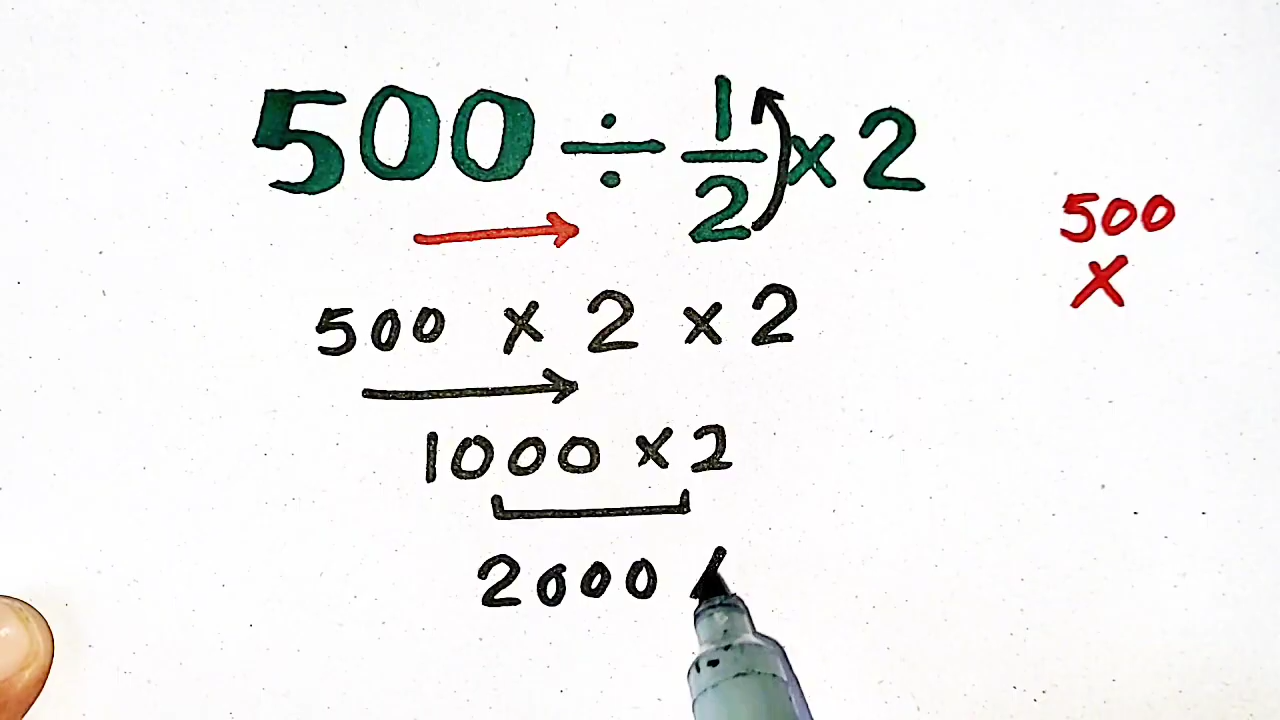 500 ÷ 1/2 × 2
500
×
500 × 2 × 2
1000 × 2
2000